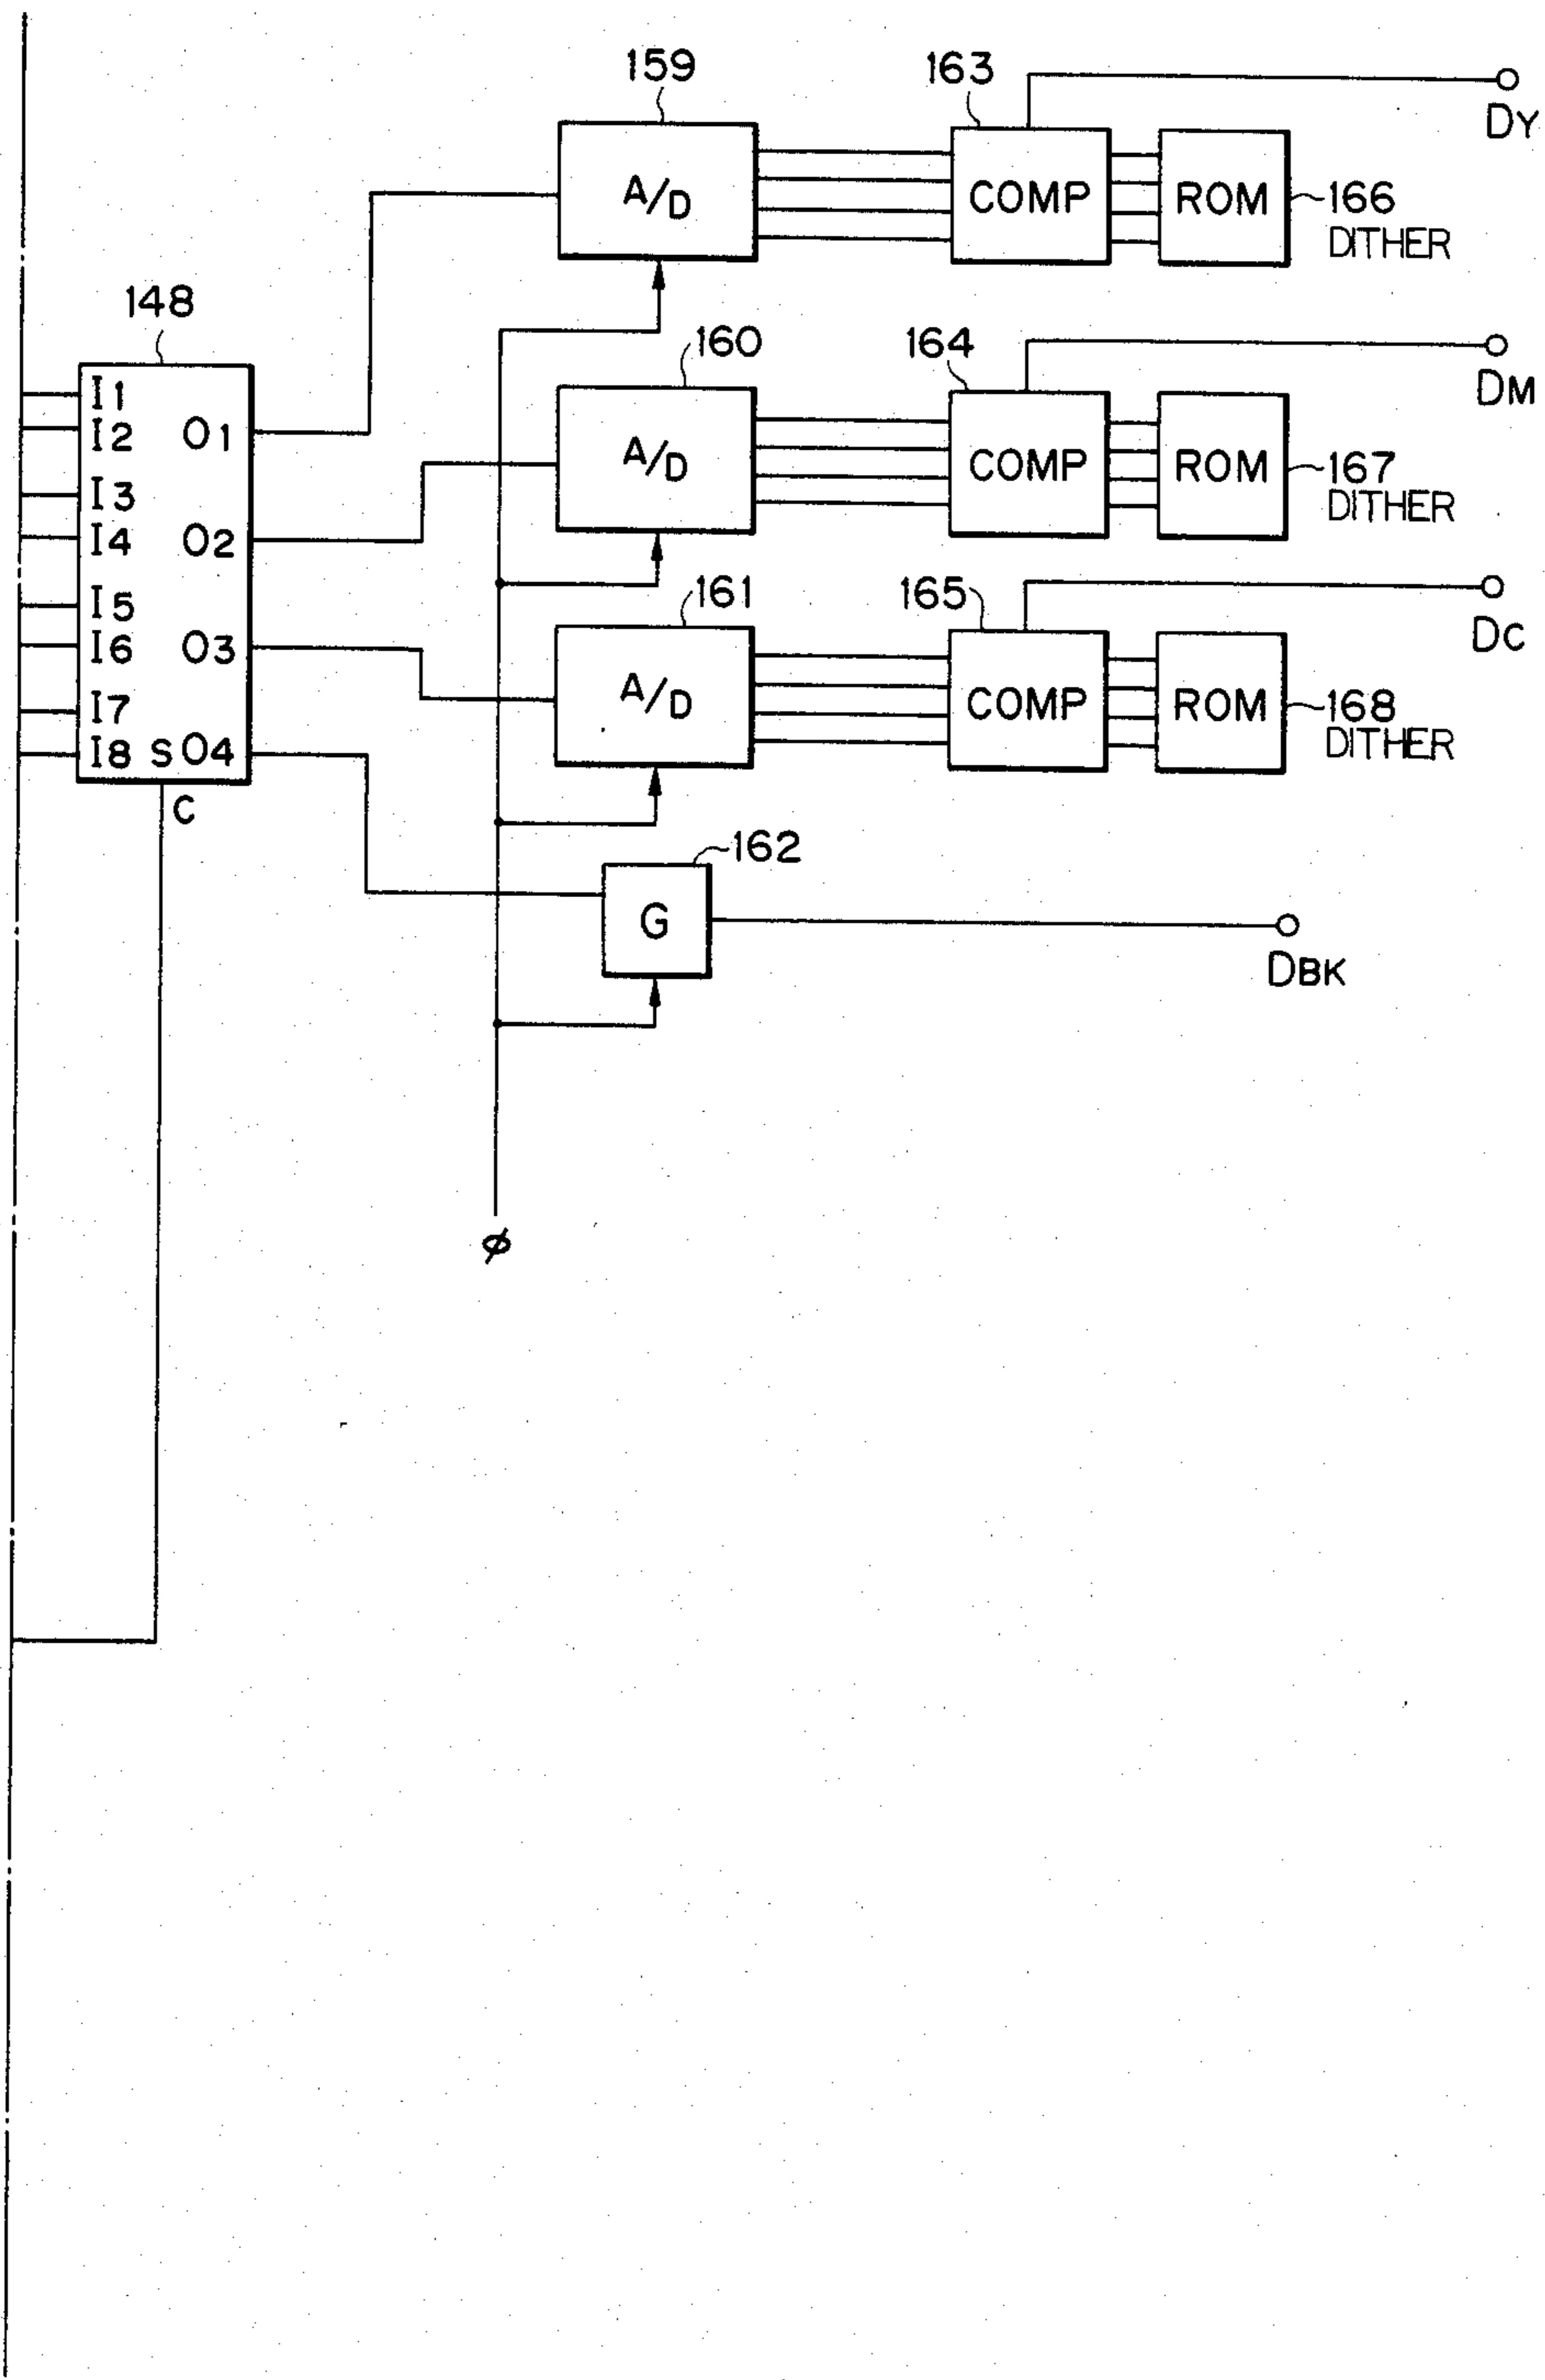 159
163
DY
A/D
COMP
ROM
166
DITHER
148
160
164
DM
I1
I2
O1
A/D
COMP
ROM
167
DITHER
I3
I4
O2
161
165
DC
I5
I6
O3
A/D
COMP
ROM
168
DITHER
I7
I8
S
O4
C
162
G
DBK
ϕ